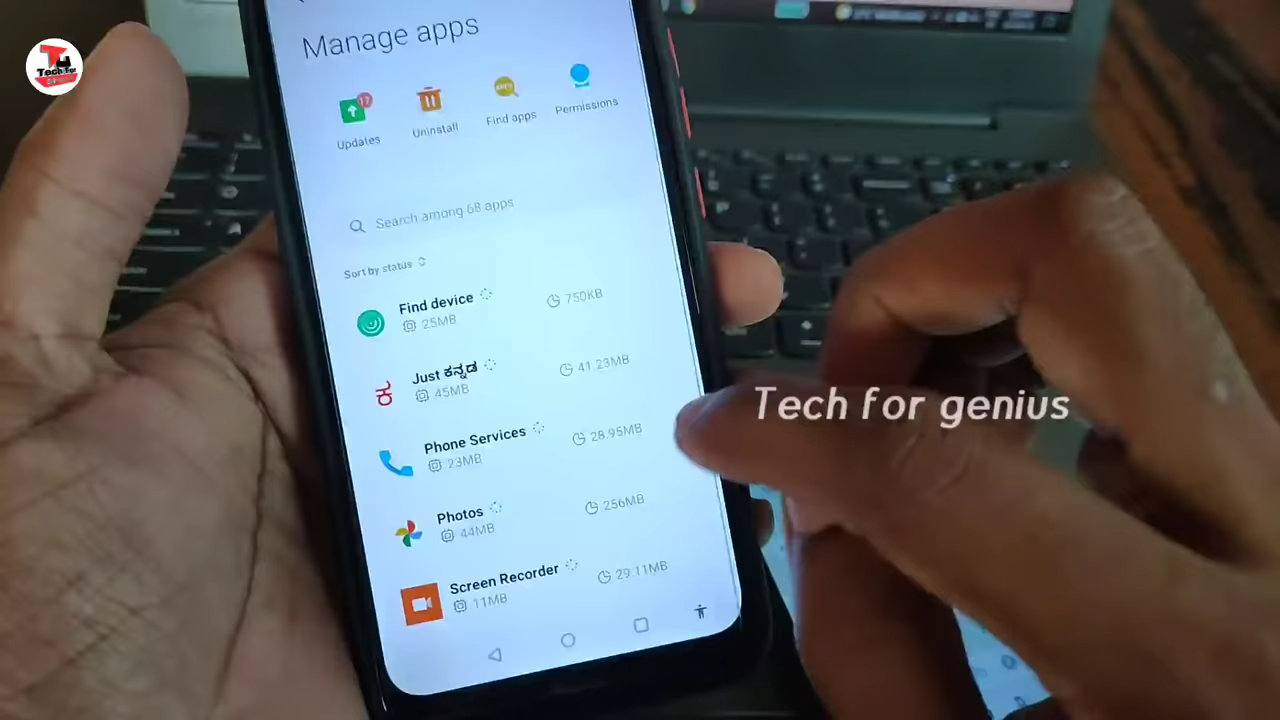 Tech For
Manage apps
17
Updates
Uninstall
Find apps
Permissions
Search among 68 apps
Sort by status
Find device
25MB
750KB
Just ಕನ್ನಡ
45MB
41.23MB
Phone Services
23MB
28.95MB
Photos
44MB
256MB
Screen Recorder
11MB
29.11MB
ಕ
Tech for genius